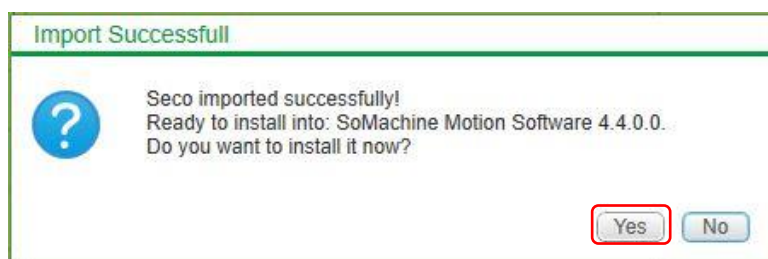 Import Successfull
Seco imported successfully!
Ready to install into: SoMachine Motion Software 4.4.0.0.
Do you want to install it now?
Yes No